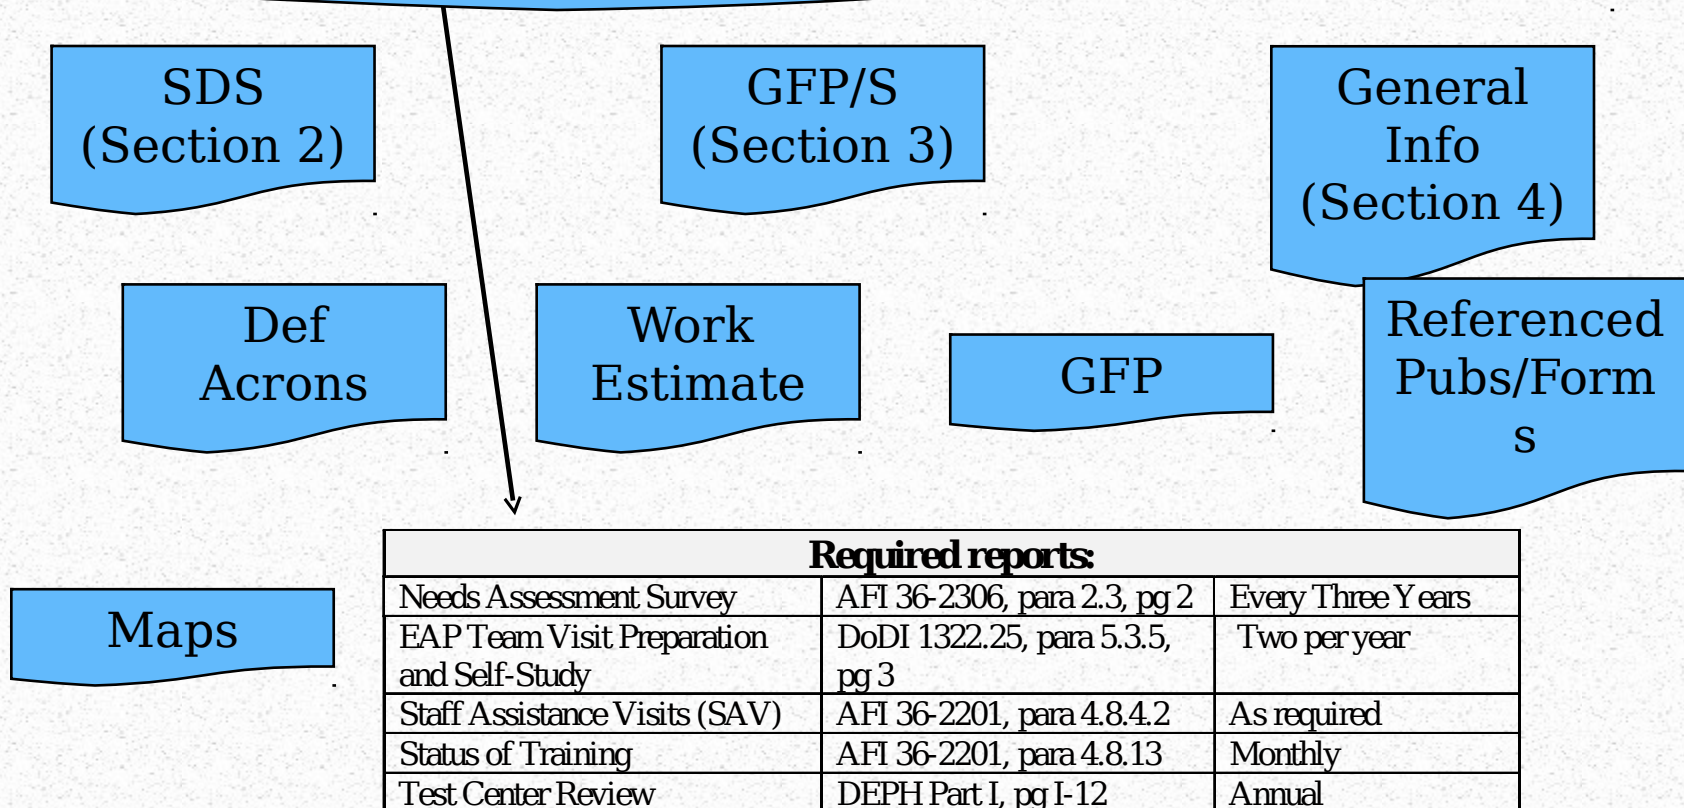 SDS
(Section 2)
GFP/S
(Section 3)
General
Info
(Section 4)
Def
Acrons
Work
Estimate
GFP
Referenced
Pubs/Form
s
Maps
Required reports:
Needs Assessment Survey AFI 36-2306, para 2.3, pg 2 Every Three Years
EAP Team Visit Preparation DoDI 1322.25, para 5.3.5, Two per year
and Self-Study pg 3
Staff Assistance Visits (SAV) AFI 36-2201, para 4.8.4.2 As required
Status of Training AFI 36-2201, para 4.8.13 Monthly
Test Center Review DEPH Part I, pg I-12 Annual